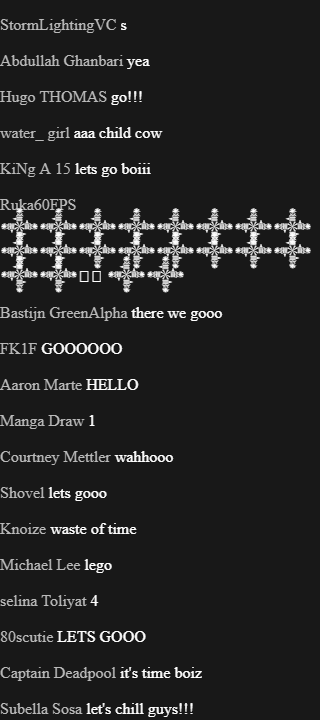 StormLightingVC s
Abdullah Ghanbari yea
Hugo THOMAS go!!!
water_ girl aaa child cow
KiNg A 15 lets go boiii
Ruka60FPS
Bastijn GreenAlpha there we gooo
FK1F GOOOOOO
Aaron Marte HELLO
Manga Draw 1
Courtney Mettler wahhooo
Shovel lets gooo
Knoize waste of time
Michael Lee lego
selina Toliyat 4
80scutie LETS GOOO
Captain Deadpool it's time boiz
Subella Sosa let's chill guys!!!